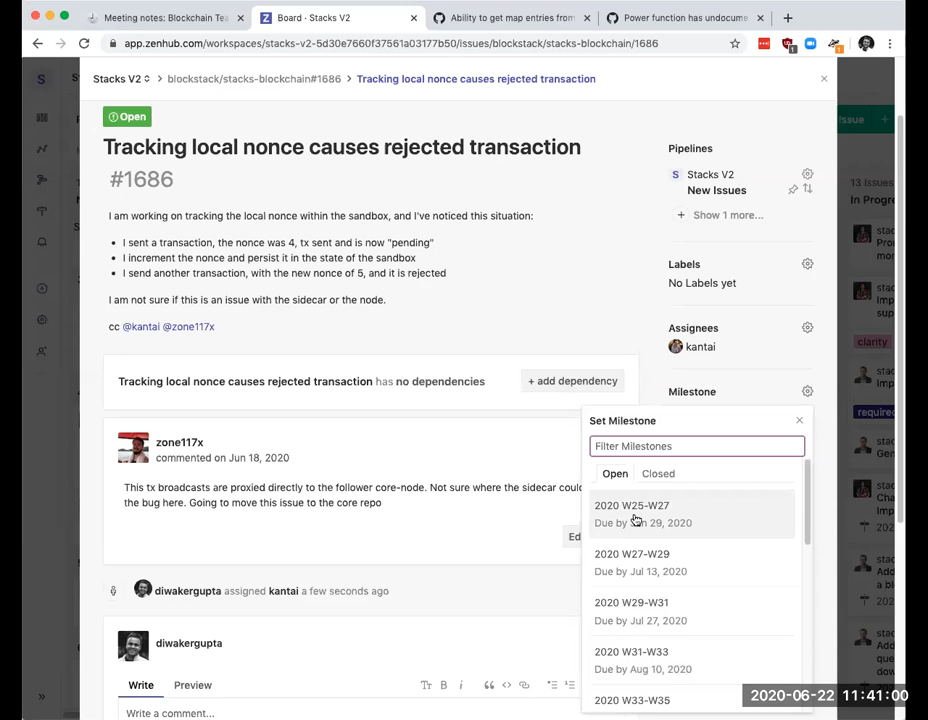 Meeting notes: Blockchain Tea
Board · Stacks V2
Ability to get map entries from
Power function has undocume
app.zenhub.com/workspaces/stacks-v2-5d30e7660f37561a03177b50/issues/blockstack/stacks-blockchain/1686
Stacks V2 > blockstack/stacks-blockchain#1686 > Tracking local nonce causes rejected transaction
Open
Tracking local nonce causes rejected transaction
#1686
I am working on tracking the local nonce within the sandbox, and I've noticed this situation:
• I sent a transaction, the nonce was 4, tx sent and is now "pending"
• I increment the nonce and persist it in the state of the sandbox
• I send another transaction, with the new nonce of 5, and it is rejected
I am not sure if this is an issue with the sidecar or the node.
cc @kantai @zone117x
Tracking local nonce causes rejected transaction has no dependencies
+ add dependency
zone117x
commented on Jun 18, 2020
This tx broadcasts are proxied directly to the follower core-node. Not sure where the sidecar coul
the bug here. Going to move this issue to the core repo
Ed
diwakergupta assigned kantai a few seconds ago
diwakergupta
Write
Preview
Write a comment...
Pipelines
S Stacks V2
New Issues
+ Show 1 more...
Labels
No Labels yet
Assignees
kantai
Milestone
Set Milestone
Filter Milestones
Open
Closed
2020 W25-W27
Due by Jun 29, 2020
2020 W27-W29
Due by Jul 13, 2020
2020 W29-W31
Due by Jul 27, 2020
2020 W31-W33
Due by Aug 10, 2020
2020 W33-W35
13 Issues
In Progre
clarity
2020-06-22 11:41:00